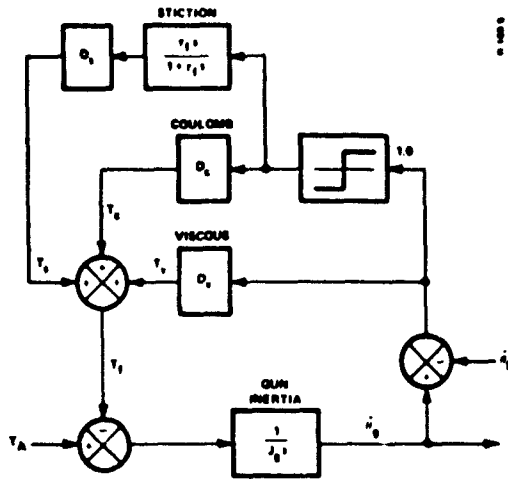 STICTION
D_s
τ_f s
1 + τ_f s
COULOMB
1.0
D_c
T_c
VISCOUS
T_s
T_v
D_v
T_f
GUN
INERTIA
T_A
1
J_g s